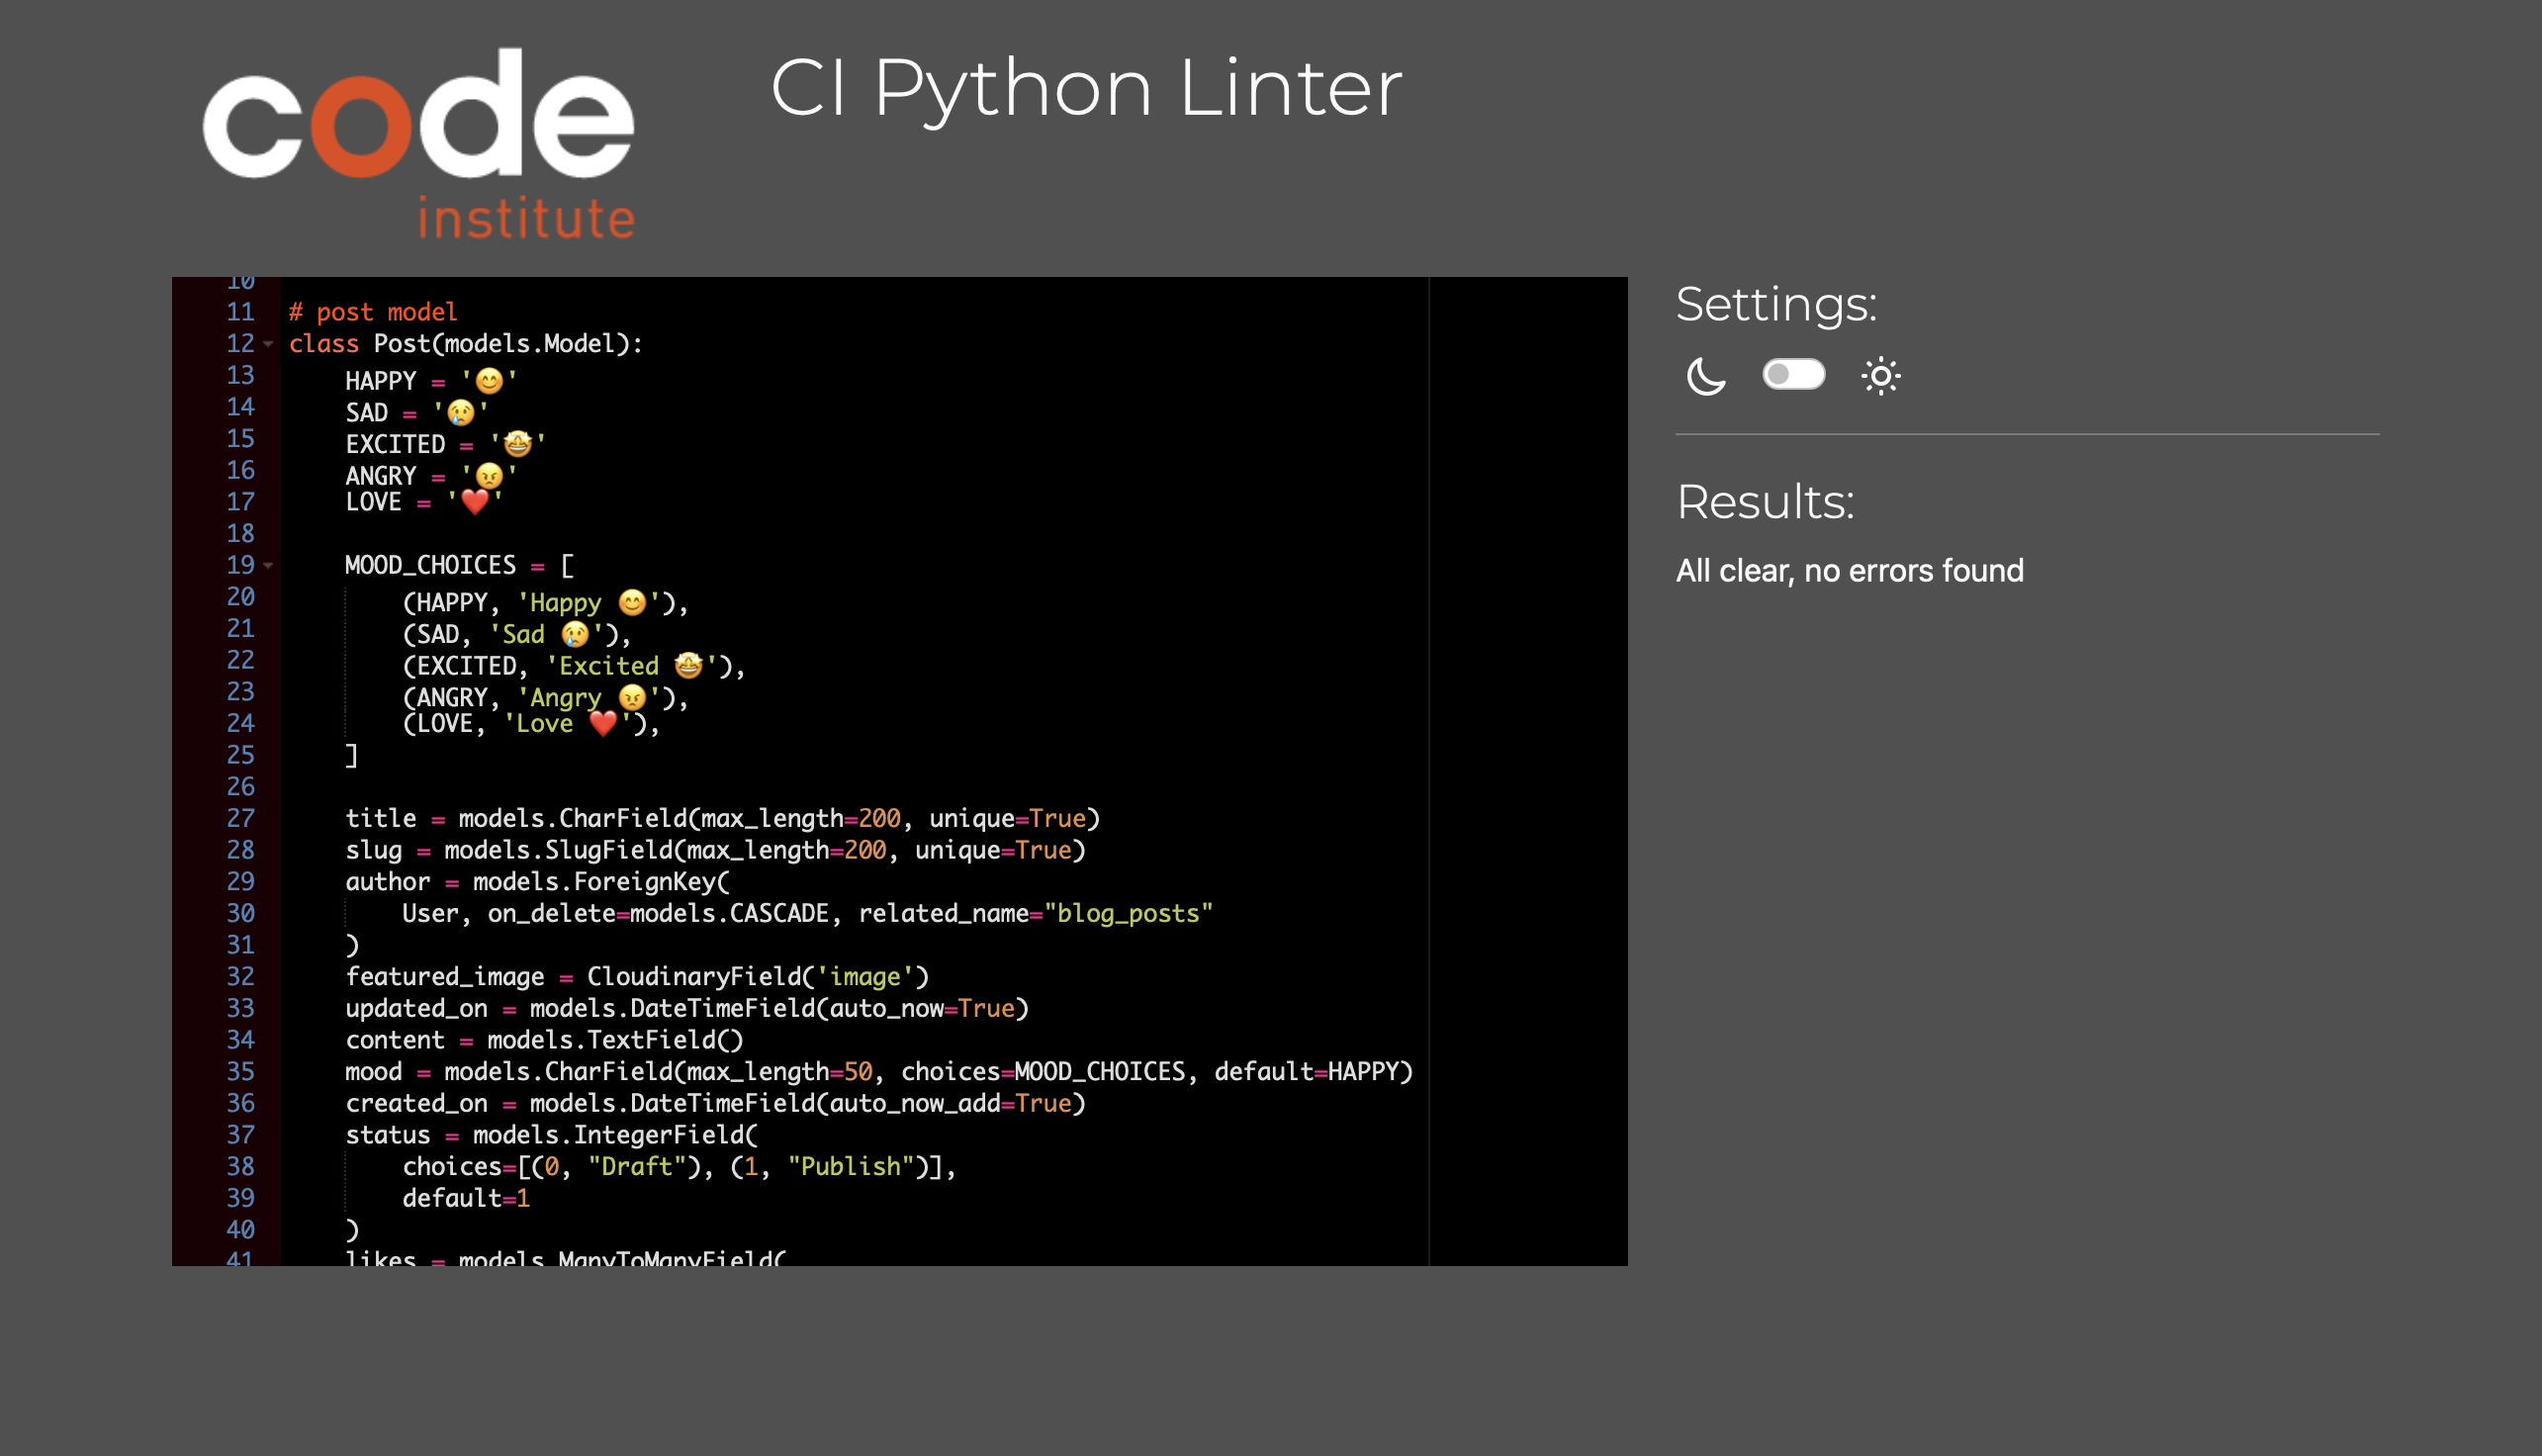 code
institute
CI Python Linter
10
11 # post model
12 class Post(models.Model):
13     HAPPY = '😊'
14     SAD = '😢'
15     EXCITED = '🤩'
16     ANGRY = '😠'
17     LOVE = '❤️'
18
19     MOOD_CHOICES = [
20         (HAPPY, 'Happy 😊'),
21         (SAD, 'Sad 😢'),
22         (EXCITED, 'Excited 🤩'),
23         (ANGRY, 'Angry 😠'),
24         (LOVE, 'Love ❤️'),
25     ]
26
27     title = models.CharField(max_length=200, unique=True)
28     slug = models.SlugField(max_length=200, unique=True)
29     author = models.ForeignKey(
30         User, on_delete=models.CASCADE, related_name="blog_posts"
31     )
32     featured_image = CloudinaryField('image')
33     updated_on = models.DateTimeField(auto_now=True)
34     content = models.TextField()
35     mood = models.CharField(max_length=50, choices=MOOD_CHOICES, default=HAPPY)
36     created_on = models.DateTimeField(auto_now_add=True)
37     status = models.IntegerField(
38         choices=[(0, "Draft"), (1, "Publish")],
39         default=1
40     )
41     likes = models.ManyToManyField(
Settings:
Results:
All clear, no errors found